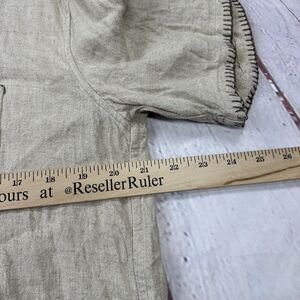 17 18 19 20 21 22 23 24 25 26
ours at @ResellerRuler